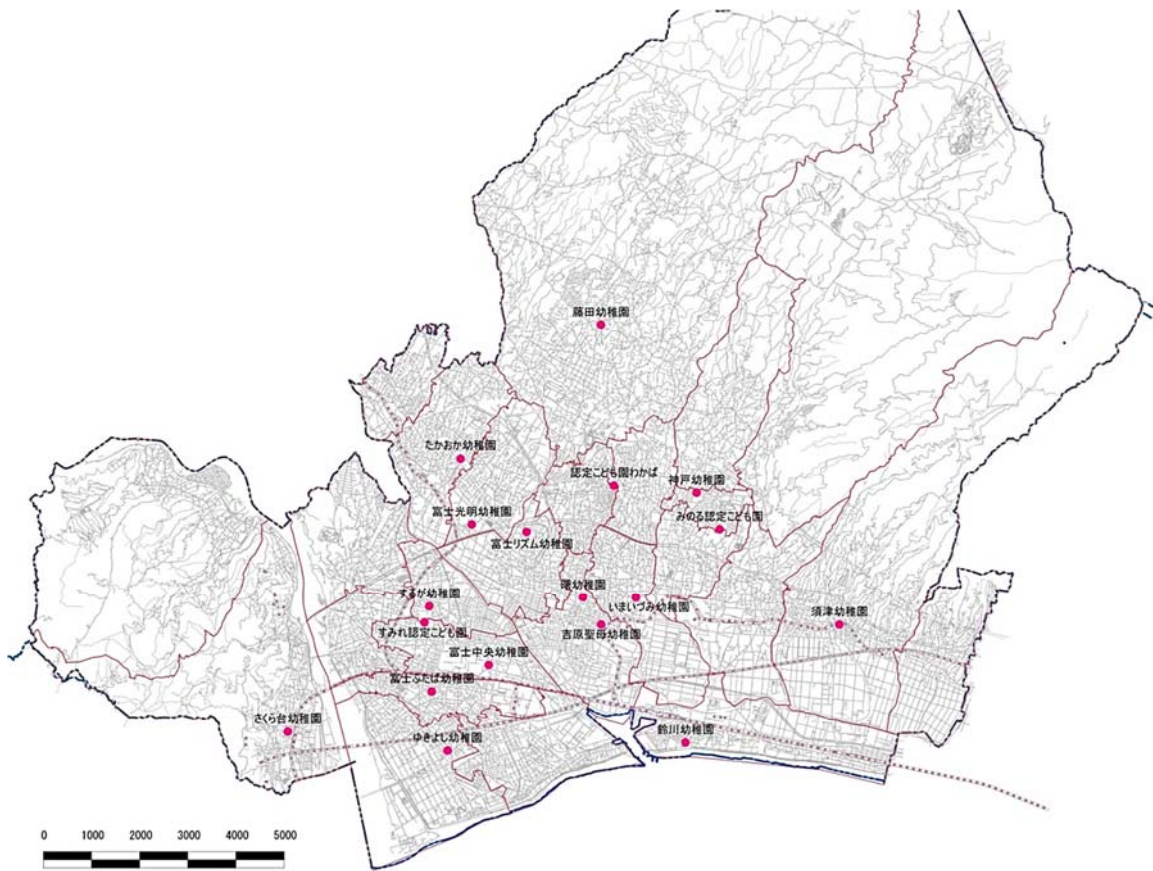 藤田幼稚園
たかおか幼稚園
認定こども園わかば
神戸幼稚園
みのる認定こども園
富士光明幼稚園
富士リズム幼稚園
するが幼稚園
曙幼稚園
いまいづみ幼稚園
須津幼稚園
すみれ認定こども園
吉原聖母幼稚園
富士中央幼稚園
富士ふたば幼稚園
さくら台幼稚園
ゆきよし幼稚園
鈴川幼稚園
0 1000 2000 3000 4000 5000